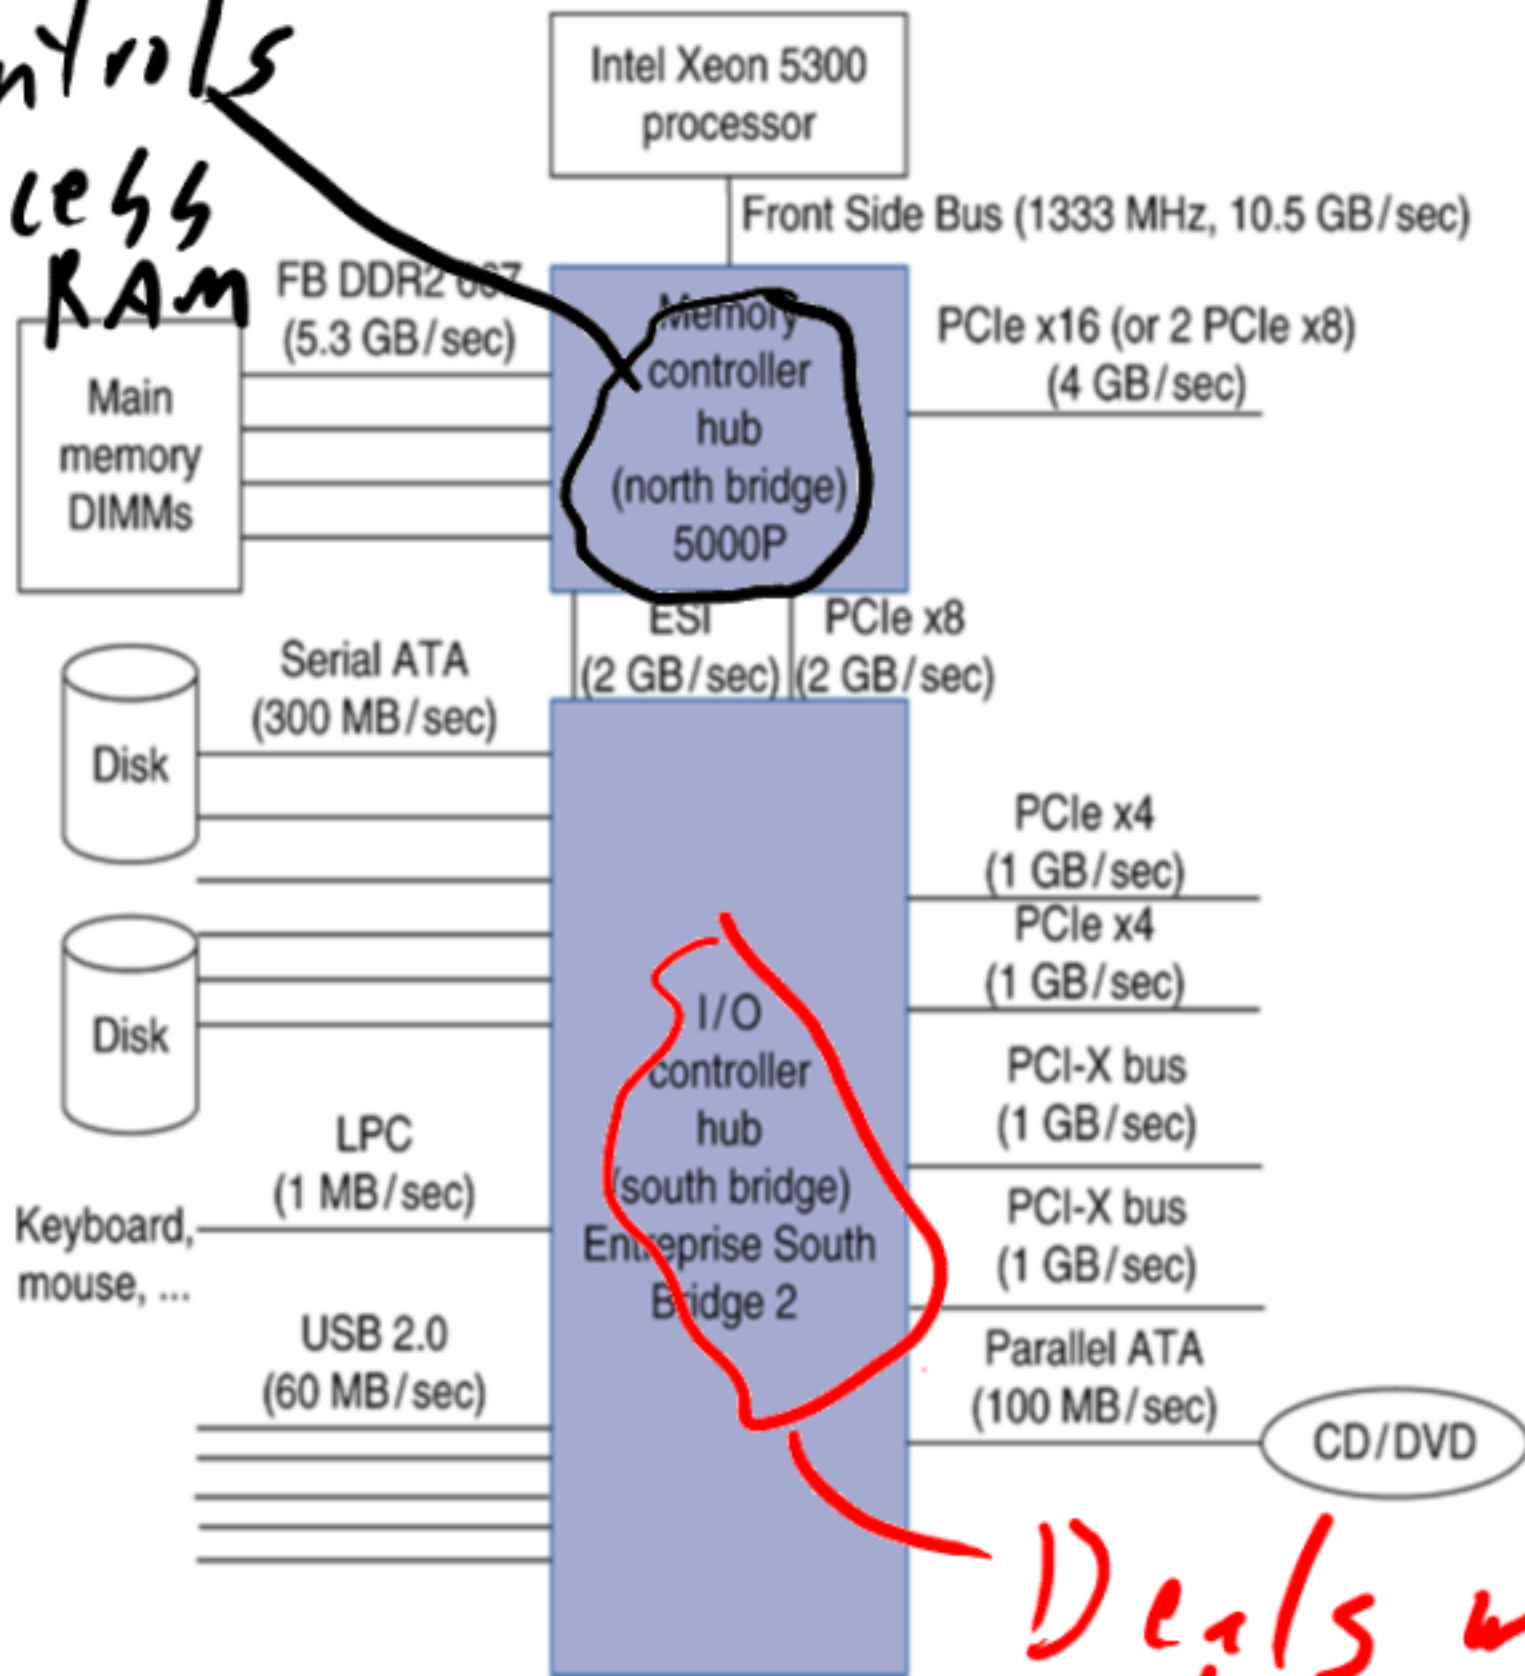 ntrols
cess
RAM
Intel Xeon 5300
processor
Front Side Bus (1333 MHz, 10.5 GB/sec)
FB DDR2 667
(5.3 GB/sec)
Main
memory
DIMMs
Memory
controller
hub
(north bridge)
5000P
PCIe x16 (or 2 PCIe x8)
(4 GB/sec)
ESI
(2 GB/sec)
PCIe x8
(2 GB/sec)
Serial ATA
(300 MB/sec)
Disk
Disk
LPC
(1 MB/sec)
Keyboard,
mouse, ...
USB 2.0
(60 MB/sec)
I/O
controller
hub
(south bridge)
Entreprise South
Bridge 2
PCIe x4
(1 GB/sec)
PCIe x4
(1 GB/sec)
PCI-X bus
(1 GB/sec)
PCI-X bus
(1 GB/sec)
Parallel ATA
(100 MB/sec)
CD/DVD
Deals